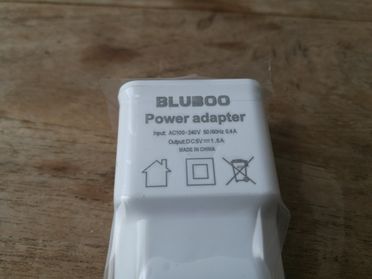 BLUBOO
Power adapter
Input: AC100-240V 50/60Hz 0.4A
Output:DC5V⎓1.5A
MADE IN CHINA